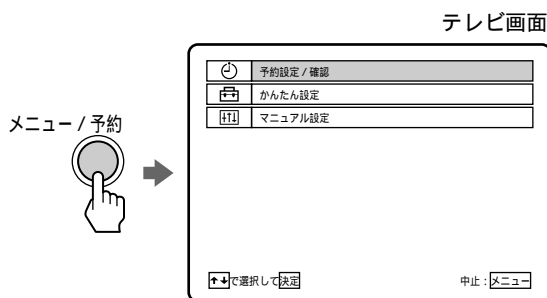 テレビ画面
メニュー / 予約
予約設定 / 確認
かんたん設定
マニュアル設定
↑↓で選択して決定
中止 : メニュー